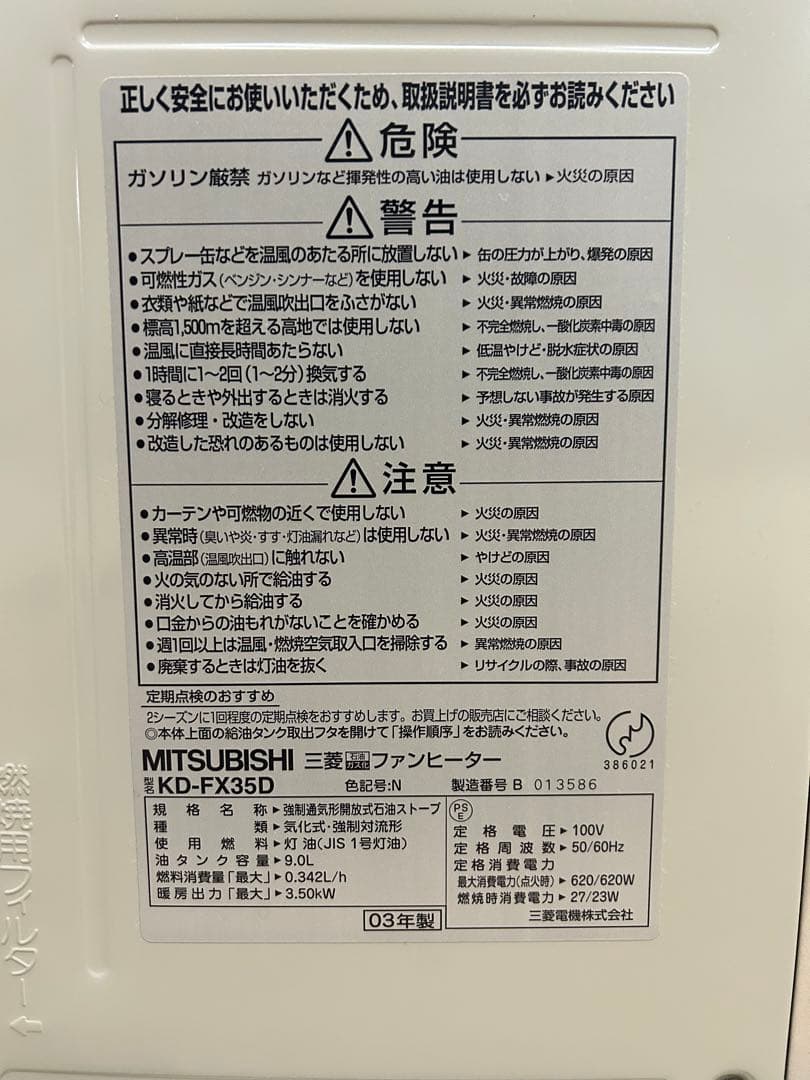 正しく安全にお使いいただくため、取扱説明書を必ずお読みください
危険
ガソリン厳禁 ガソリンなど揮発性の高い油は使用しない▶火災の原因
警告
●スプレー缶などを温風のあたる所に放置しない▶缶の圧力が上がり、爆発の原因
●可燃性ガス(ベンジン・シンナーなど)を使用しない▶火災・故障の原因
●衣類や紙などで温風吹出口をふさがない▶火災・異常燃焼の原因
●標高1,500mを超える高地では使用しない▶不完全燃焼し、一酸化炭素中毒の原因
●温風に直接長時間あたらない▶低温やけど・脱水症状の原因
●1時間に1～2回(1～2分)換気する▶不完全燃焼し、一酸化炭素中毒の原因
●寝るときや外出するときは消火する▶予想しない事故が発生する原因
●分解修理・改造をしない▶火災・異常燃焼の原因
●改造した恐れのあるものは使用しない▶火災・異常燃焼の原因
注意
●カーテンや可燃物の近くで使用しない▶火災の原因
●異常時(臭いや炎・すす・灯油漏れなど)は使用しない▶火災・異常燃焼の原因
●高温部(温風吹出口)に触れない▶やけどの原因
●火の気のない所で給油する▶火災の原因
●消火してから給油する▶火災の原因
●口金からの油もれがないことを確かめる▶火災の原因
●週1回以上は温風・燃焼空気取入口を掃除する▶異常燃焼の原因
●廃棄するときは灯油を抜く▶リサイクルの際、事故の原因
定期点検のおすすめ
2シーズンに1回程度の定期点検をおすすめします。お買上げの販売店にご相談ください。
◎本体上面の給油タンク取出フタを開けて「操作順序」をお読みください。
386021
MITSUBISHI 三菱石油ガス化ファンヒーター
型名 KD-FX35D 色記号:N 製造番号 B 013586
規格名称▶強制通気形開放式石油ストーブ
種類▶気化式・強制対流形
使用燃料▶灯油(JIS 1号灯油)
油タンク容量▶9.0L
燃料消費量「最大」▶0.342L/h
暖房出力「最大」▶3.50kW
03年製
PSE
定格電圧▶100V
定格周波数▶50/60Hz
定格消費電力
最大消費電力(点火時)▶620/620W
燃焼時消費電力▶27/23W
三菱電機株式会社
燃焼用フィルター